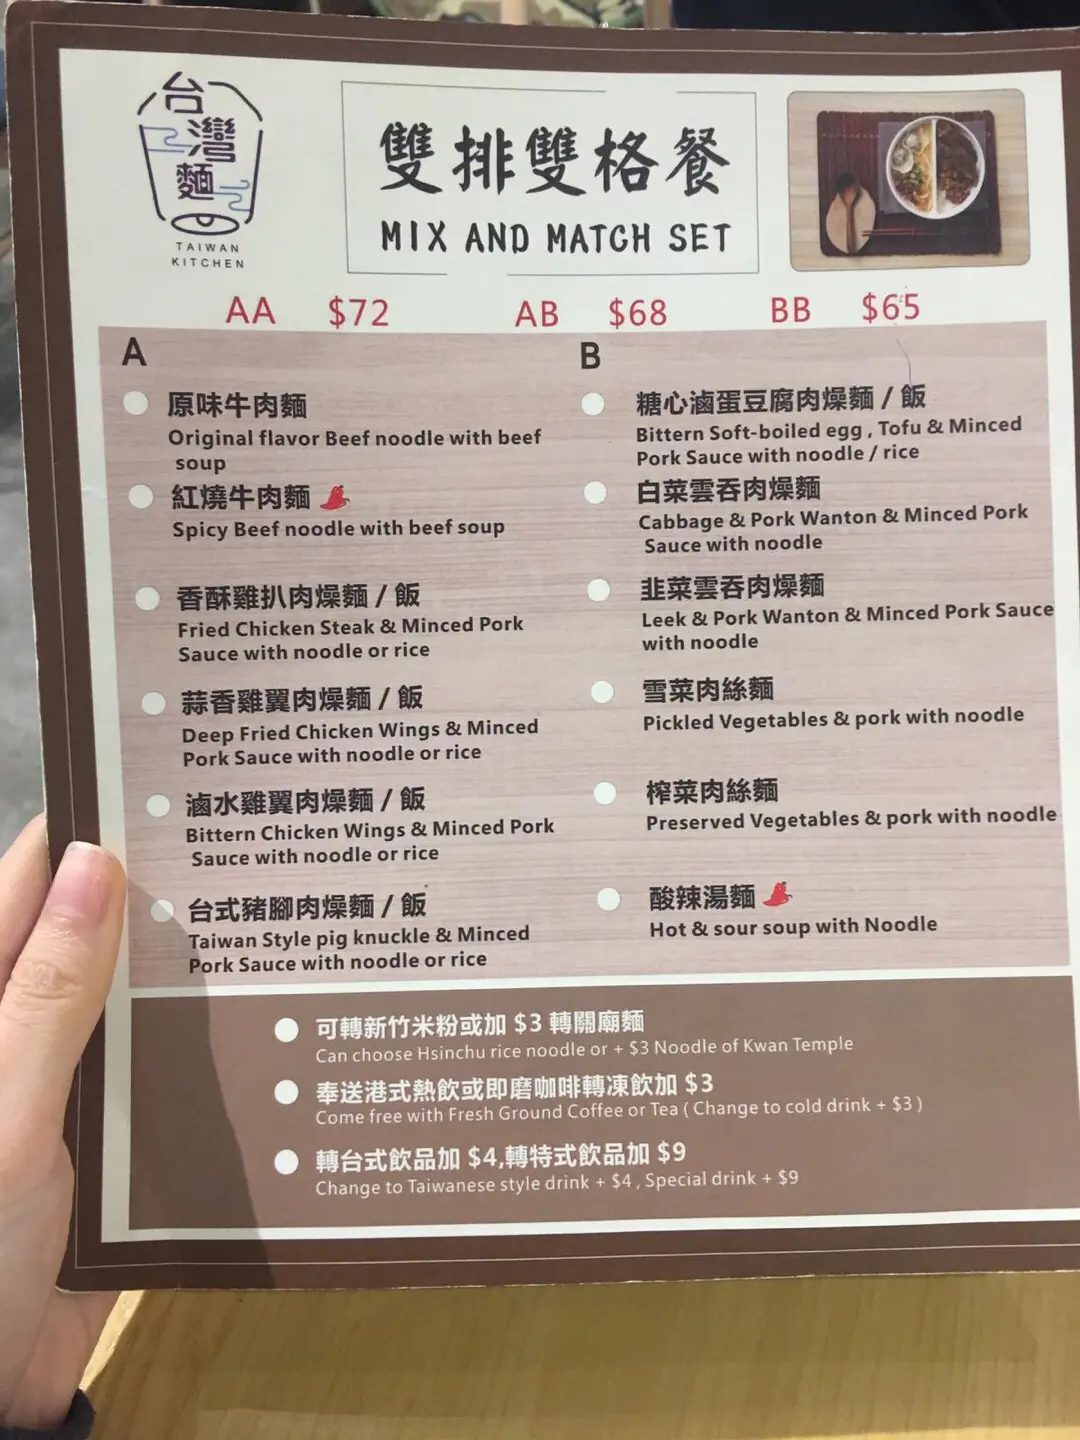 台灣麵
TAIWAN
KITCHEN
雙排雙格餐
MIX AND MATCH SET
AA $72 AB $68 BB $65
A
原味牛肉麵
Original flavor Beef noodle with beef
soup
紅燒牛肉麵
Spicy Beef noodle with beef soup
香酥雞扒肉燥麵 / 飯
Fried Chicken Steak & Minced Pork
Sauce with noodle or rice
蒜香雞翼肉燥麵 / 飯
Deep Fried Chicken Wings & Minced
Pork Sauce with noodle or rice
滷水雞翼肉燥麵 / 飯
Bittern Chicken Wings & Minced Pork
Sauce with noodle or rice
台式豬腳肉燥麵 / 飯
Taiwan Style pig knuckle & Minced
Pork Sauce with noodle or rice
B
糖心滷蛋豆腐肉燥麵 / 飯
Bittern Soft-boiled egg , Tofu & Minced
Pork Sauce with noodle / rice
白菜雲吞肉燥麵
Cabbage & Pork Wanton & Minced Pork
Sauce with noodle
韭菜雲吞肉燥麵
Leek & Pork Wanton & Minced Pork Sauce
with noodle
雪菜肉絲麵
Pickled Vegetables & pork with noodle
榨菜肉絲麵
Preserved Vegetables & pork with noodle
酸辣湯麵
Hot & sour soup with Noodle
可轉新竹米粉或加 $3 轉關廟麵
Can choose Hsinchu rice noodle or + $3 Noodle of Kwan Temple
奉送港式熱飲或即磨咖啡轉凍飲加 $3
Come free with Fresh Ground Coffee or Tea ( Change to cold drink + $3 )
轉台式飲品加 $4,轉特式飲品加 $9
Change to Taiwanese style drink + $4 , Special drink + $9